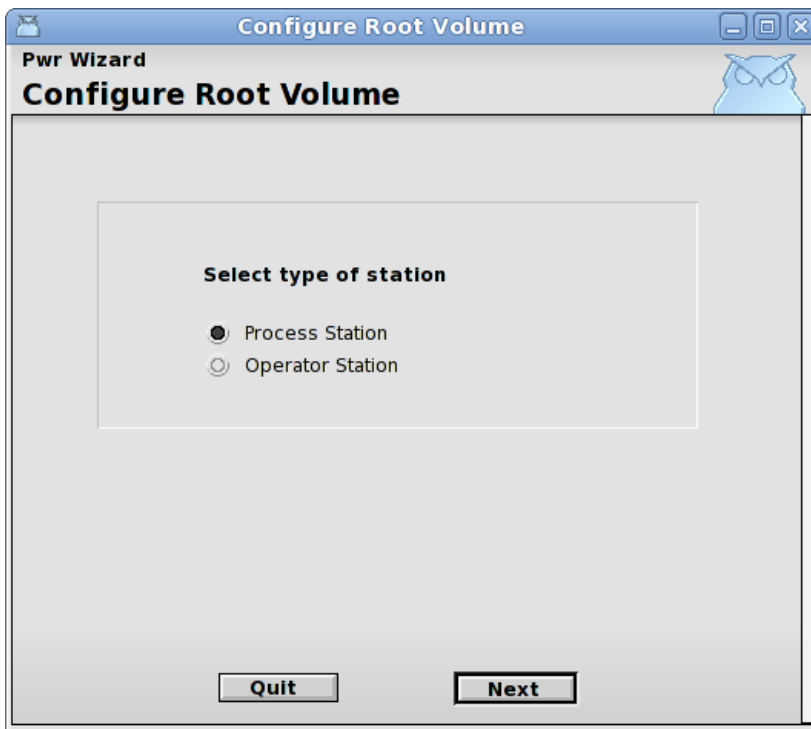 Configure Root Volume
Pwr Wizard
Configure Root Volume
Select type of station
Process Station
Operator Station
Quit
Next